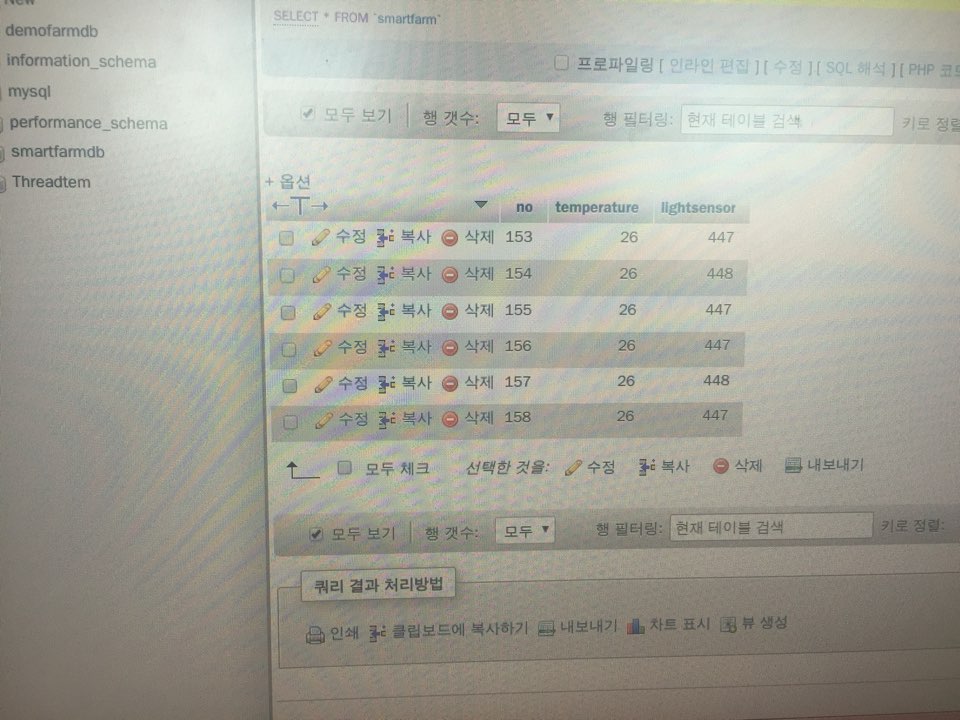 New
demofarmdb
information_schema
mysql
performance_schema
smartfarmdb
Threadtem
SELECT * FROM `smartfarm`
프로파일링 [ 인라인 편집 ] [ 수정 ] [ SQL 해석 ] [ PHP 코드
모두 보기 행 갯수: 모두 행 필터링: 현재 테이블 검색 키로 정렬
+ 옵션
←T→ no temperature lightsensor
수정 복사 삭제 153 26 447
수정 복사 삭제 154 26 448
수정 복사 삭제 155 26 447
수정 복사 삭제 156 26 447
수정 복사 삭제 157 26 448
수정 복사 삭제 158 26 447
모두 체크 선택한 것을: 수정 복사 삭제 내보내기
모두 보기 행 갯수: 모두 행 필터링: 현재 테이블 검색 키로 정렬:
쿼리 결과 처리방법
인쇄 클립보드에 복사하기 내보내기 차트 표시 뷰 생성